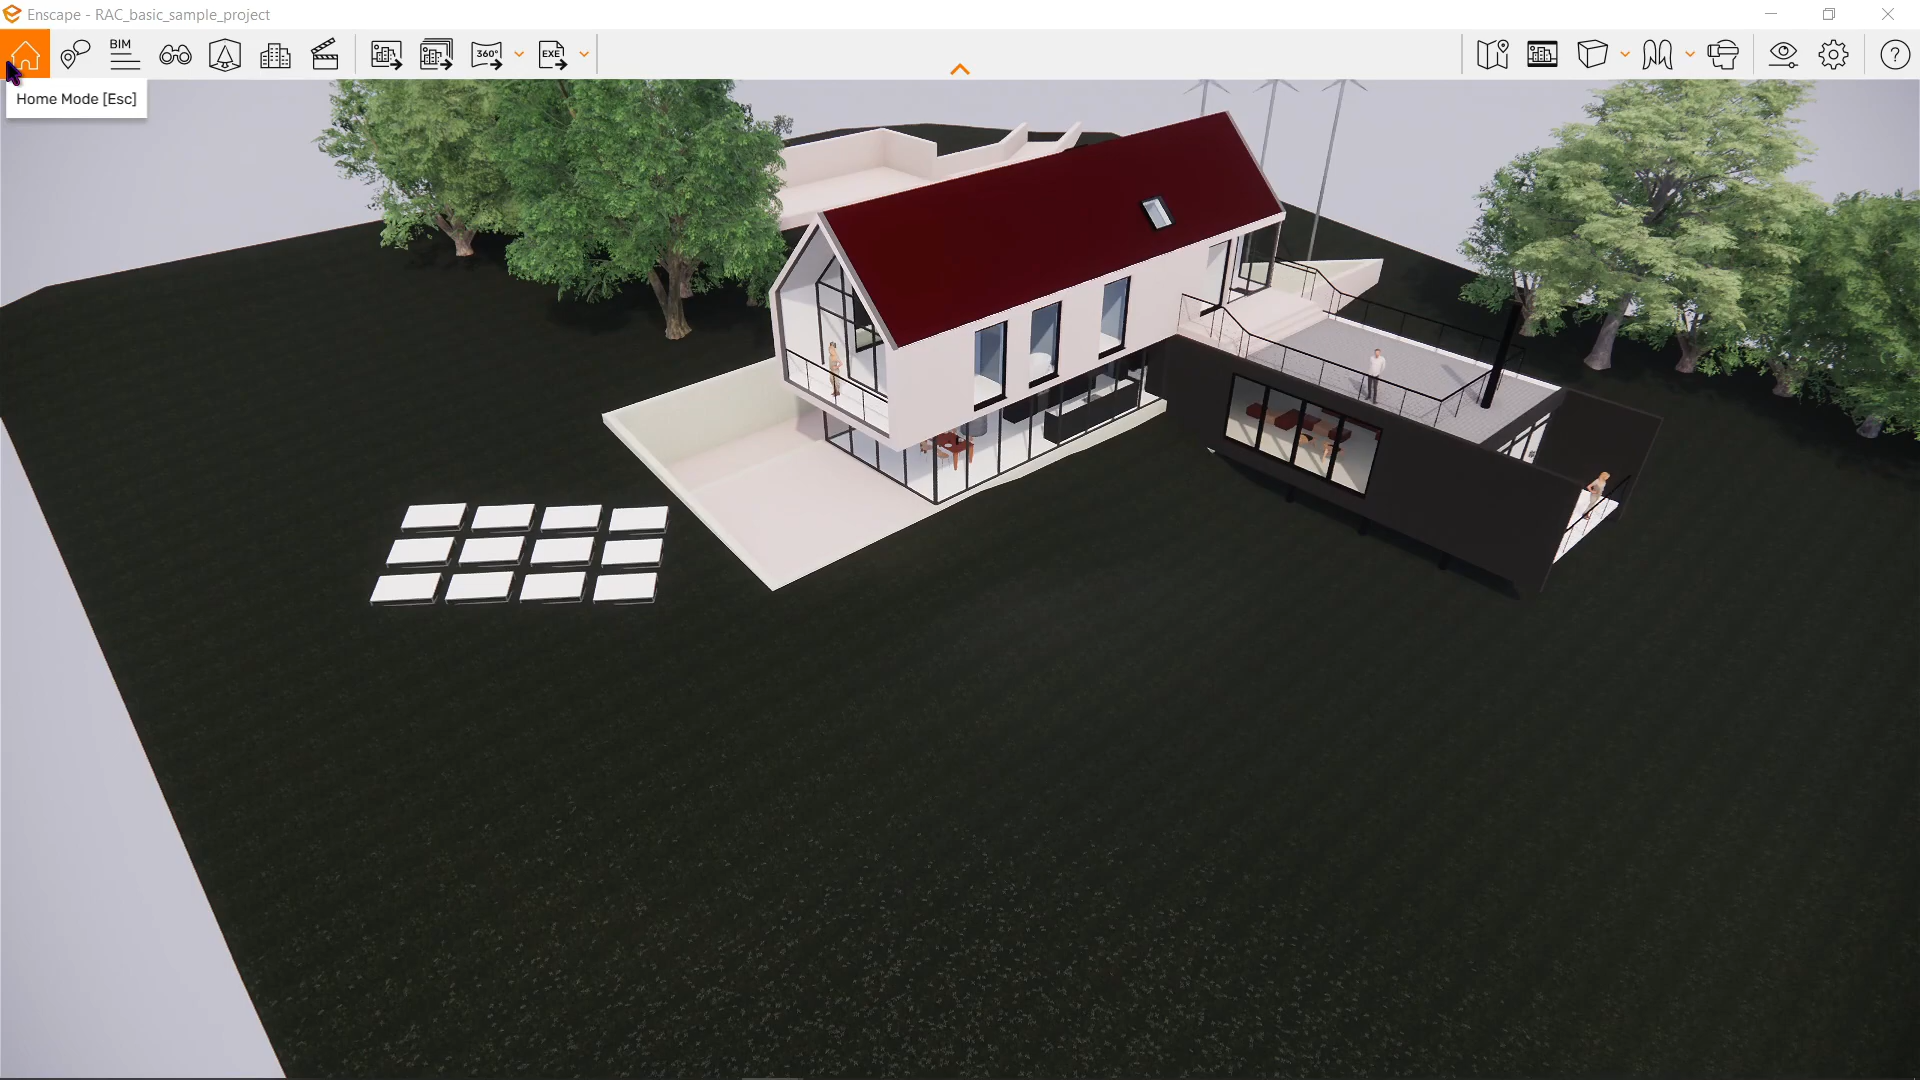 Enscape - RAC_basic_sample_project
BIM
360°
EXE
?
Home Mode [Esc]